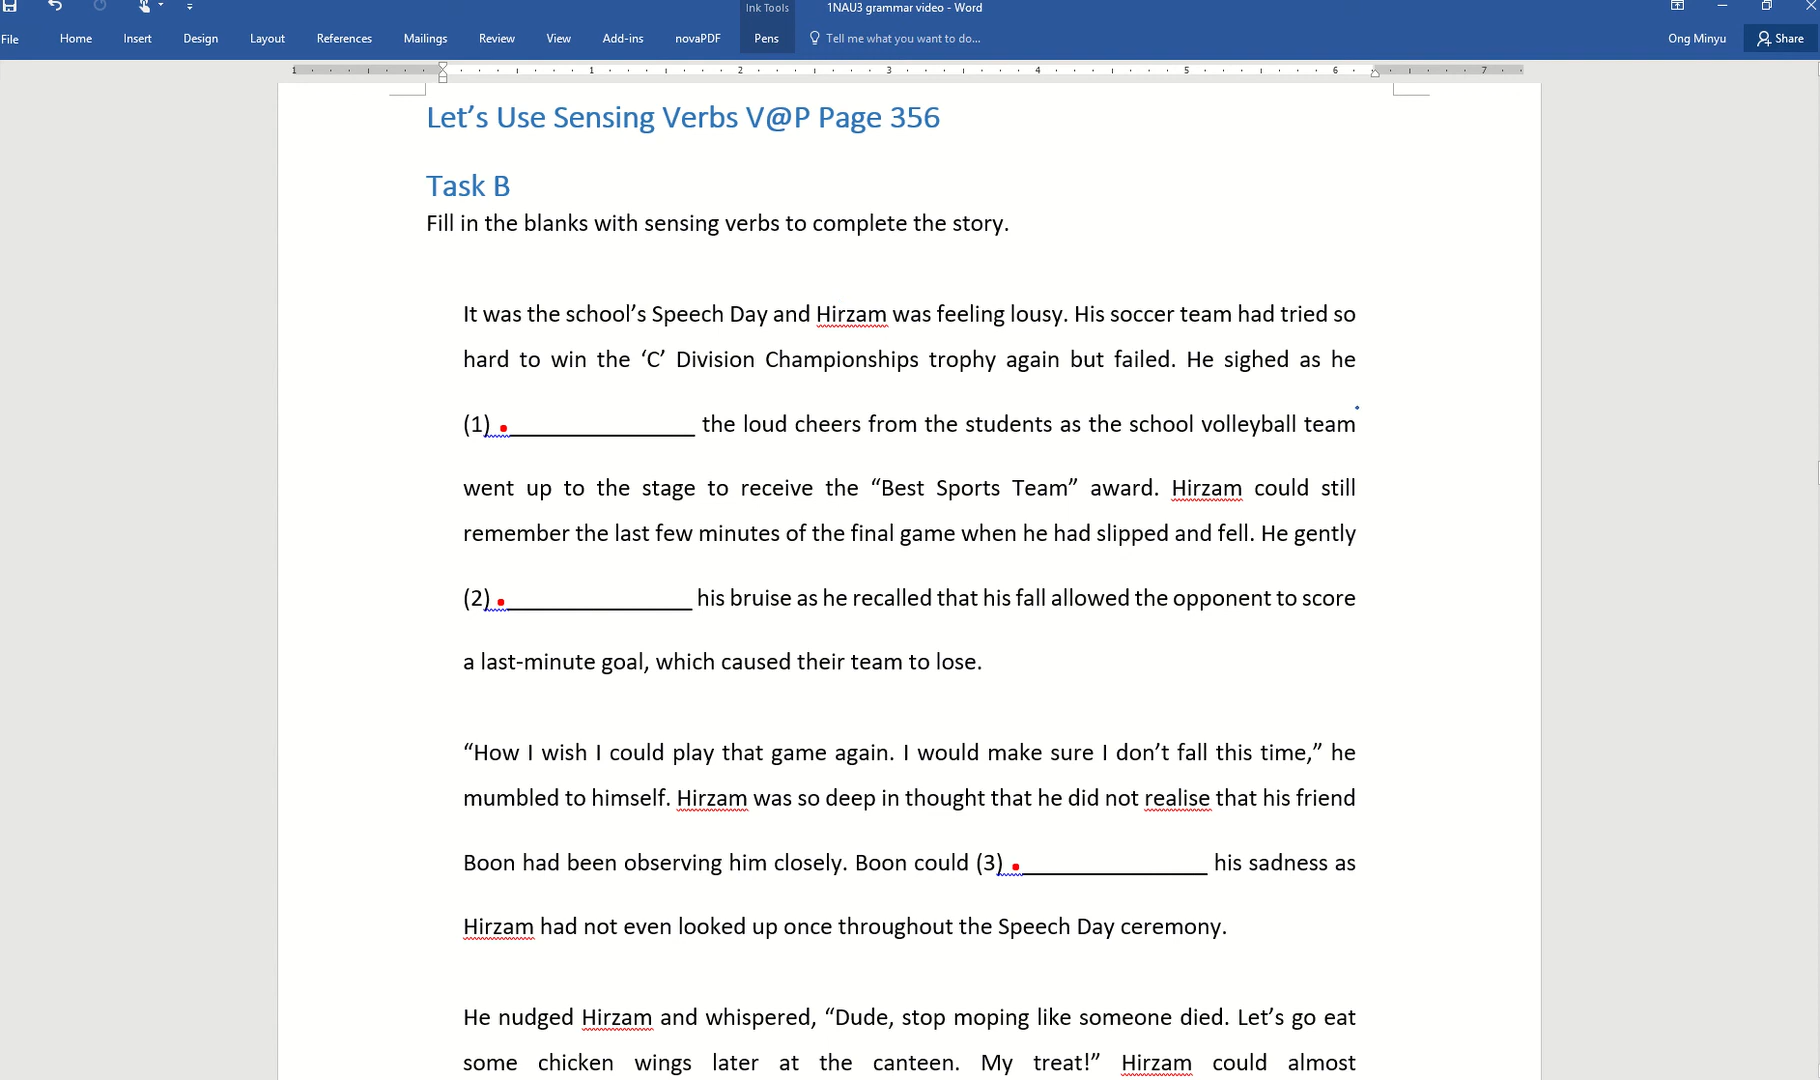 Ink Tools
1NAU3 grammar video - Word
File Home Insert Design Layout References Mailings Review View Add-ins novaPDF Pens Tell me what you want to do... Ong Minyu Share
1 1 2 3 4 5 6 7
Let’s Use Sensing Verbs V@P Page 356
Task B
Fill in the blanks with sensing verbs to complete the story.
It was the school’s Speech Day and Hirzam was feeling lousy. His soccer team had tried so
hard to win the ‘C’ Division Championships trophy again but failed. He sighed as he
(1) ________________ the loud cheers from the students as the school volleyball team
went up to the stage to receive the “Best Sports Team” award. Hirzam could still
remember the last few minutes of the final game when he had slipped and fell. He gently
(2) ________________ his bruise as he recalled that his fall allowed the opponent to score
a last-minute goal, which caused their team to lose.
“How I wish I could play that game again. I would make sure I don’t fall this time,” he
mumbled to himself. Hirzam was so deep in thought that he did not realise that his friend
Boon had been observing him closely. Boon could (3) ________________ his sadness as
Hirzam had not even looked up once throughout the Speech Day ceremony.
He nudged Hirzam and whispered, “Dude, stop moping like someone died. Let’s go eat
some chicken wings later at the canteen. My treat!” Hirzam could almost